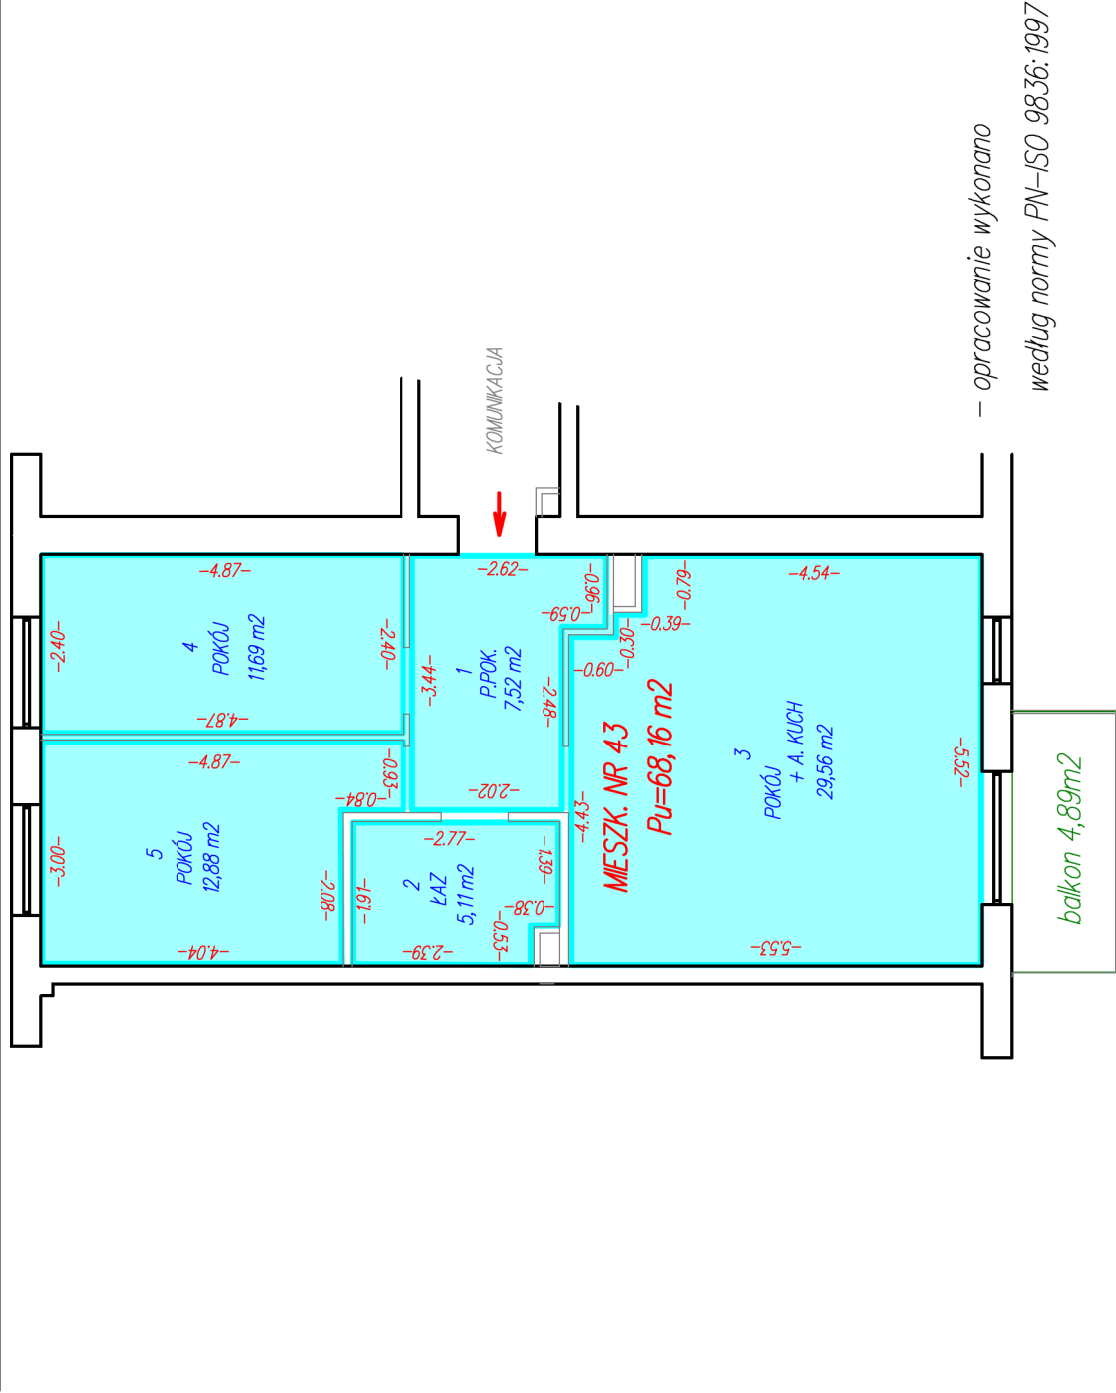 – opracowanie wykonano
według normy PN–ISO 9836:1997
KOMUNIKACJA
–4.87–
–2.40–
4
POKÓJ
11,69 m2
–2.40–
–4.87–
–4.87–
–3.00–
5
POKÓJ
12,88 m2
–0.93–
–0.84–
–2.08–
–4.04–
–2.62–
–0.96–
–0.59–
–3.44–
1
P.POK.
7,52 m2
–2.48–
–2.02–
–2.77–
–1.61–
2
ŁAZ
5,11 m2
–1.39–
–0.38–
–0.53–
–2.39–
–4.54–
–0.79–
–0.39–
–0.30–
–0.60–
MIESZK. NR 43
Pu=68,16 m2
3
POKÓJ
+ A. KUCH
29,56 m2
–4.43–
–5.52–
–5.53–
balkon 4,89m2